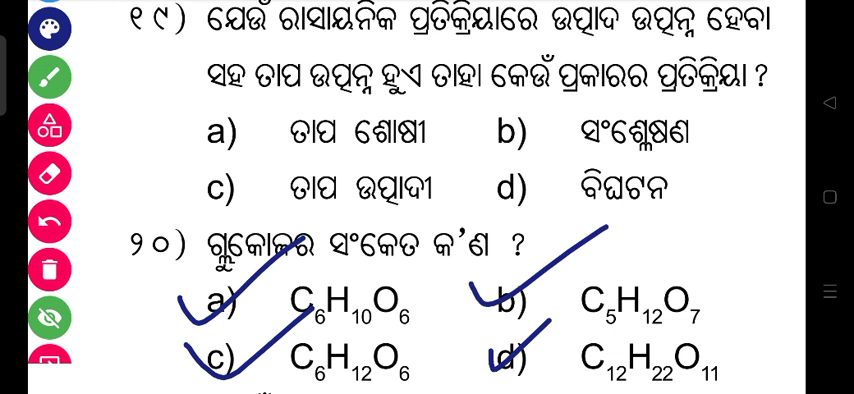 ୧୯) ଯେଉଁ ରାସାୟନିକ ପ୍ରତିକ୍ରିୟାରେ ଉତ୍ପାଦ ଉତ୍ପନ୍ନ ହେବା
ସହ ତାପ ଉତ୍ପନ୍ନ ହୁଏ ତାହା କେଉଁ ପ୍ରକାରର ପ୍ରତିକ୍ରିୟା ?
a) ତାପ ଶୋଷୀ b) ସଂଶ୍ଳେଷଣ
c) ତାପ ଉତ୍ପାଦୀ d) ବିଘଟନ
୨୦) ଗ୍ଲୁକୋଜର ସଂକେତ କ'ଣ ?
a) C₆H₁₀O₆ b) C₅H₁₂O₇
c) C₆H₁₂O₆ d) C₁₂H₂₂O₁₁